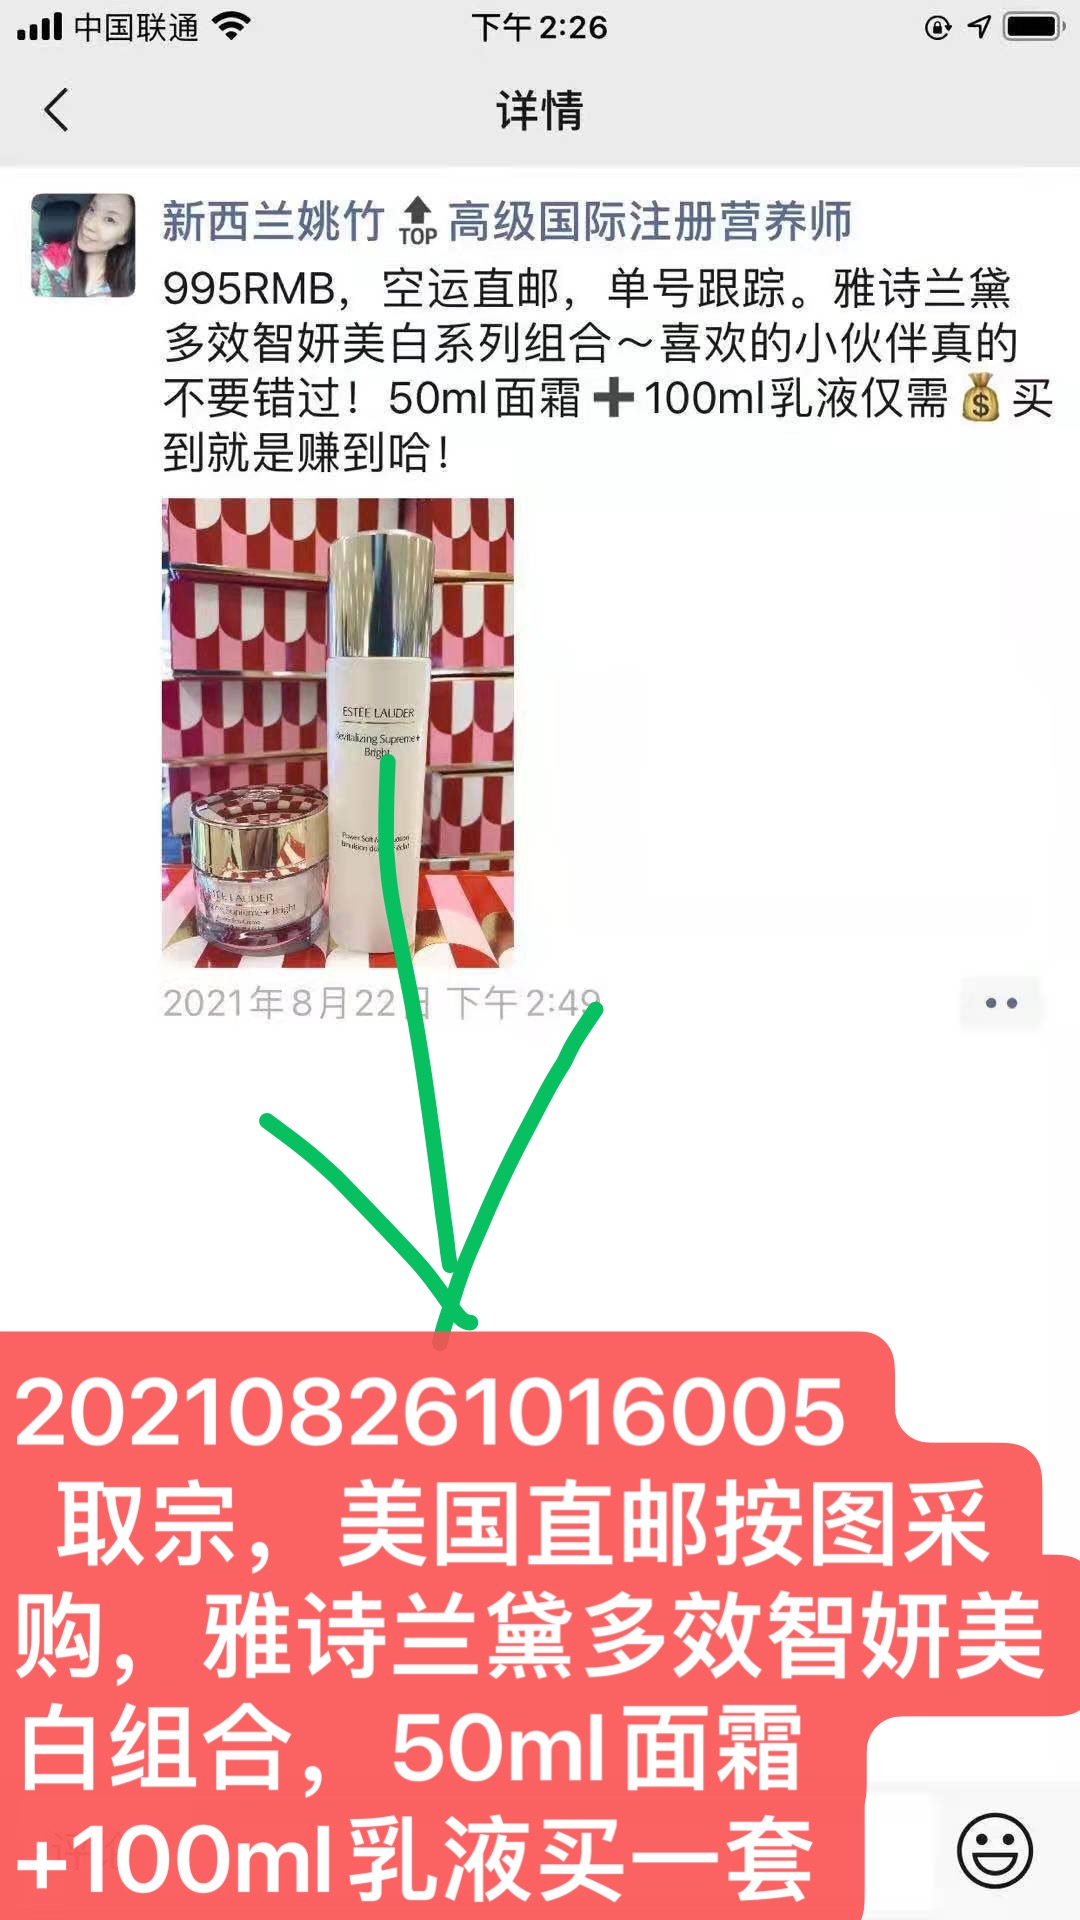 中国联通
下午2:26
详情
新西兰姚竹🔝高级国际注册营养师
995RMB，空运直邮，单号跟踪。雅诗兰黛
多效智妍美白系列组合～喜欢的小伙伴真的
不要错过！50ml面霜➕100ml乳液仅需💰买
到就是赚到哈！
ESTEE LAUDER
Revitalizing Supreme+
Bright
Power Soft
Emulsion
LAUDER
Supreme+ Bright
2021年8月22日 下午2:49
202108261016005
取宗，美国直邮按图采
购，雅诗兰黛多效智妍美
白组合，50ml面霜
+100ml乳液买一套